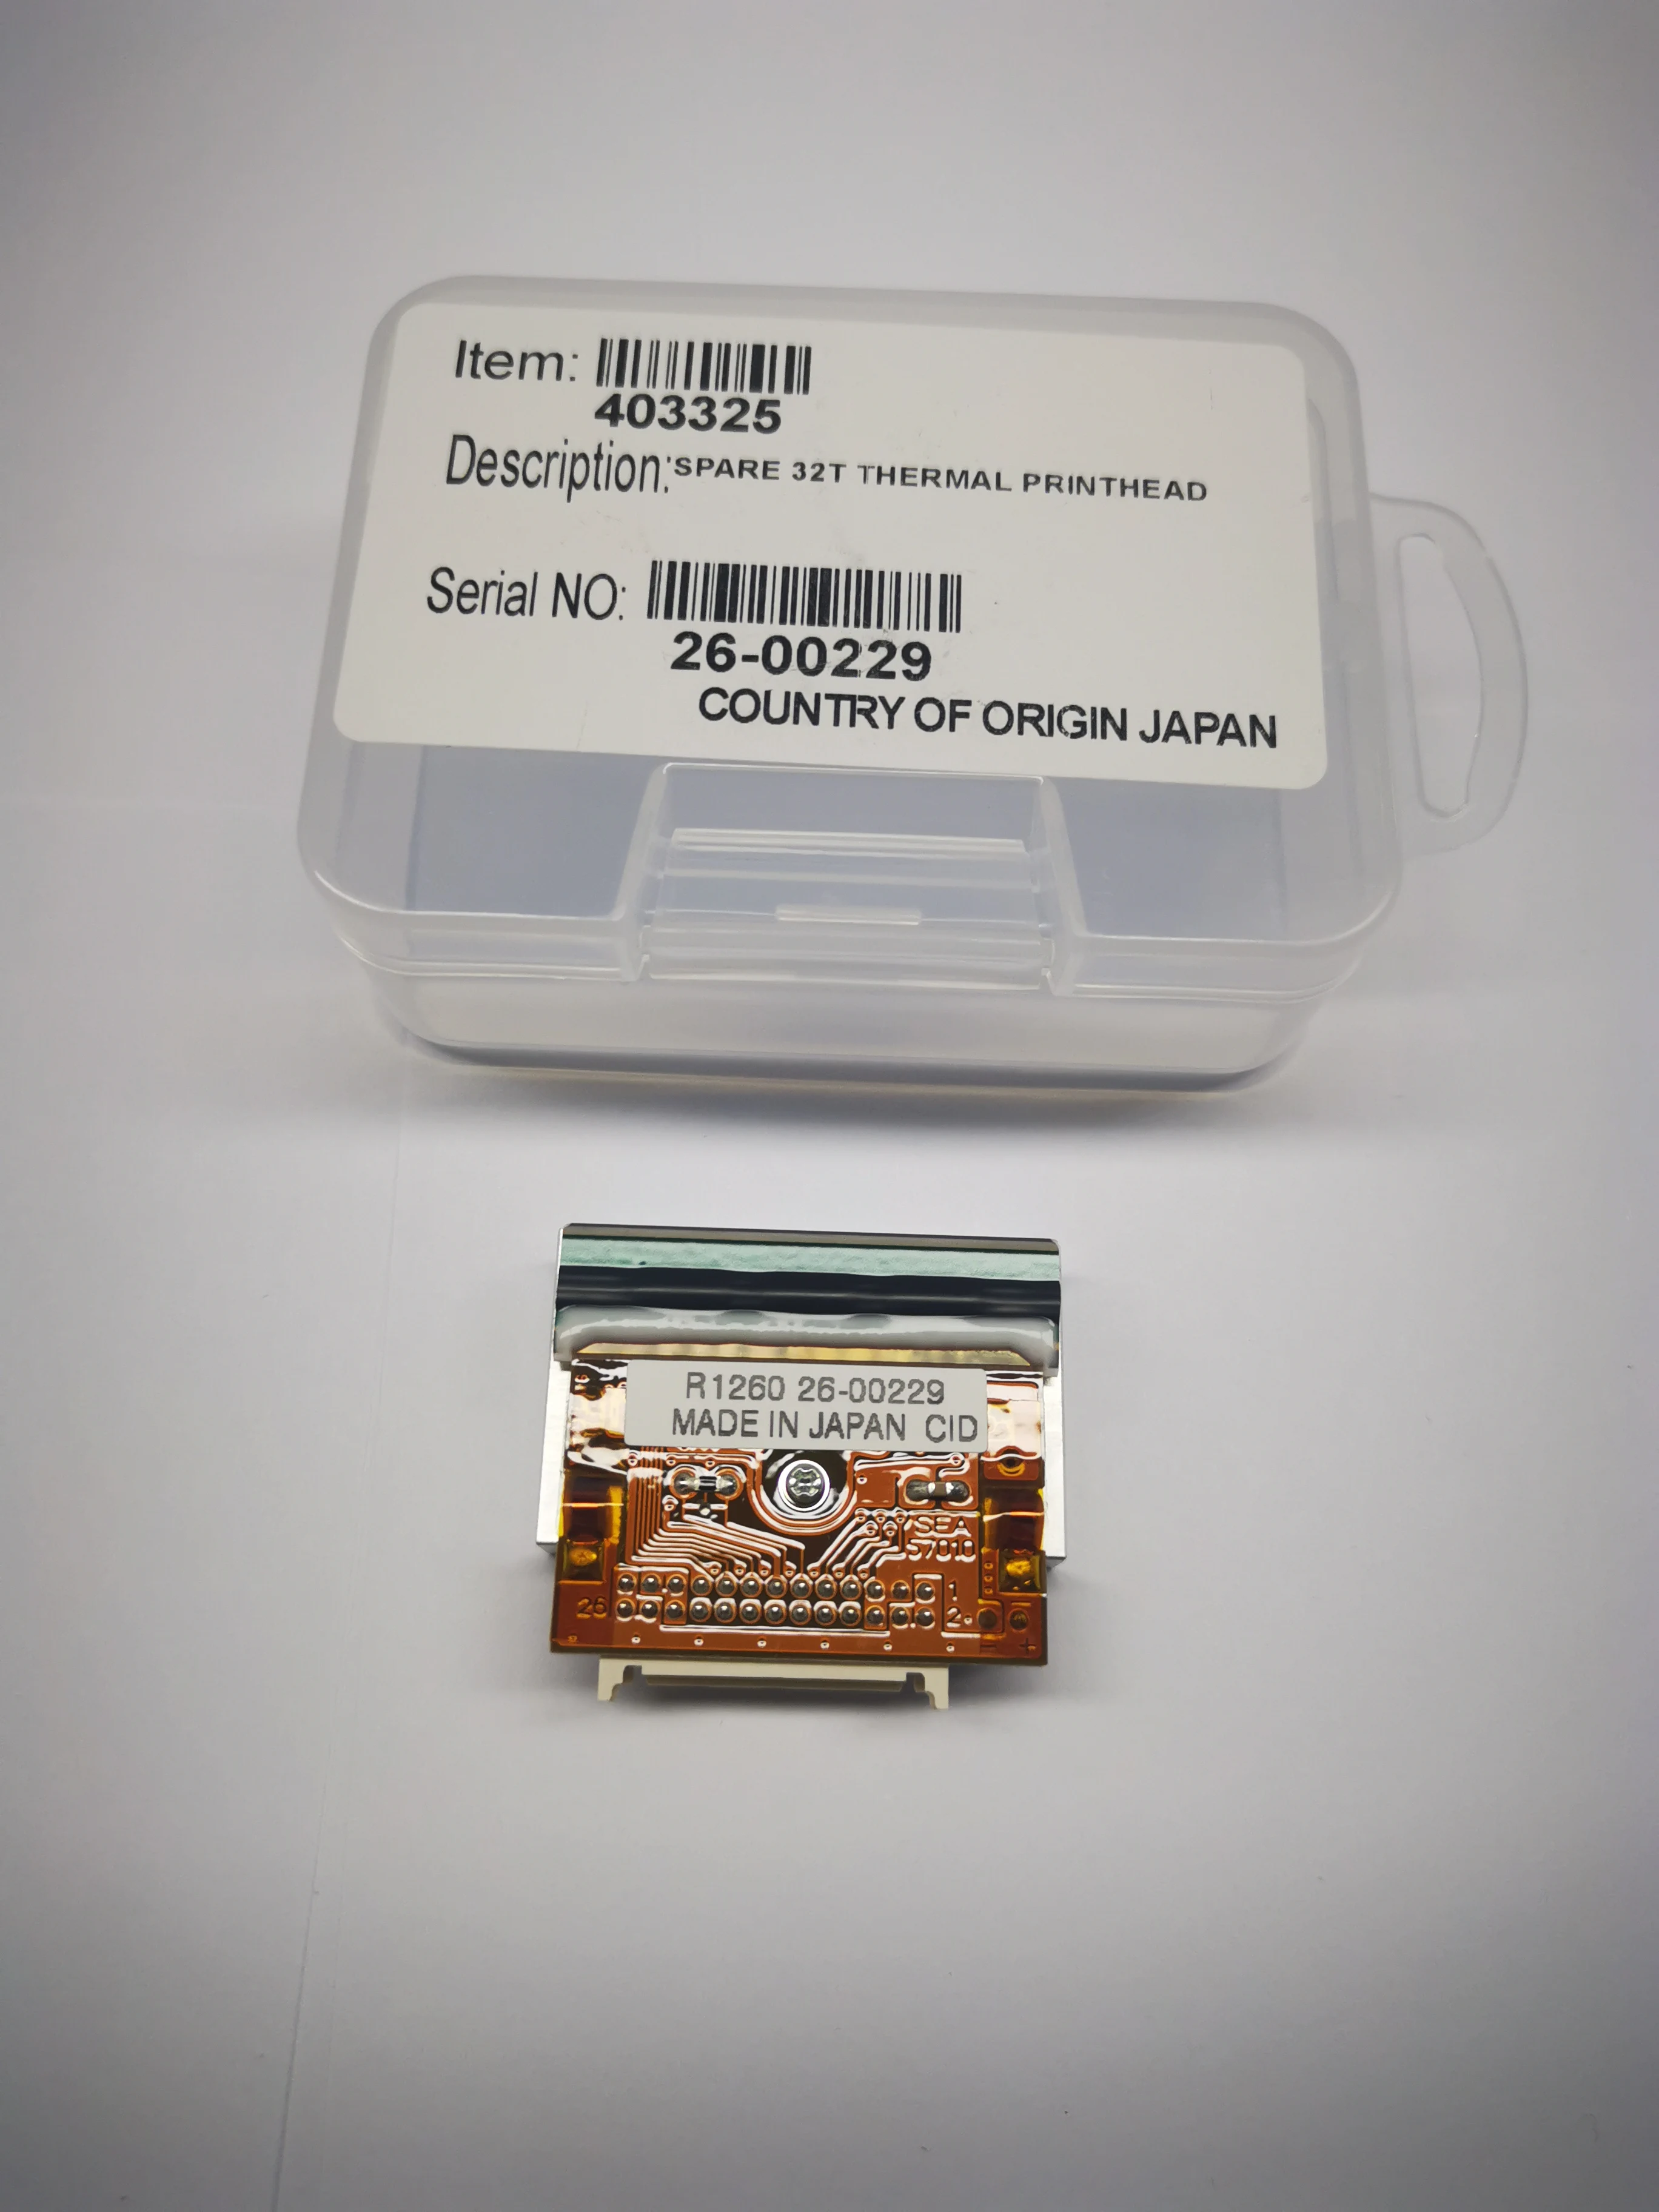 Item:
403325
Description: SPARE 32T THERMAL PRINTHEAD
Serial NO:
26-00229
COUNTRY OF ORIGIN JAPAN
R1260 26-00229
MADE IN JAPAN CID
SEA
57010
1
26
2
- +